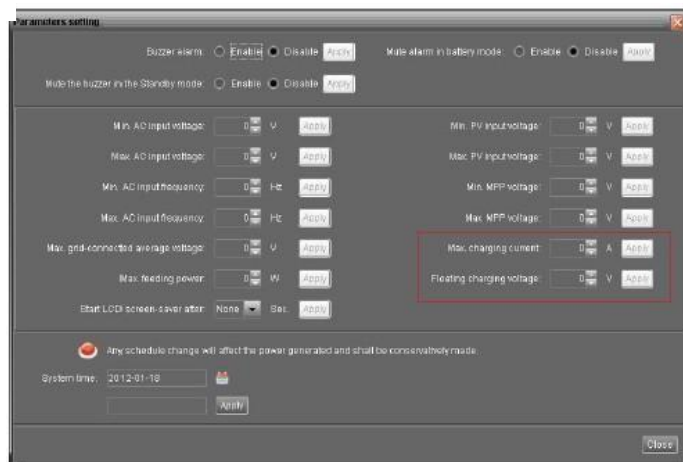 Parameters setting
Buzzer alarm: Enable Disable Apply Mute alarm in battery mode: Enable Disable Apply
Mute the buzzer in the Standby mode: Enable Disable Apply
Min. AC input voltage: 0 V Apply Min. PV input voltage: 0 V Apply
Max. AC input voltage: 0 V Apply Max. PV input voltage: 0 V Apply
Min. AC input frequency: 0 Hz Apply Min. MPP voltage: 0 V Apply
Max. AC input frequency: 0 Hz Apply Max. MPP voltage: 0 V Apply
Max. grid-connected average voltage: 0 V Apply Max. charging current: 0 A Apply
Max. feeding power: 0 W Apply Floating charging voltage: 0 V Apply
Start LCD screen-saver after: None Sec. Apply
Any schedule change will affect the power generated and shall be conservatively made.
System time: 2012-01-18
Apply
Close